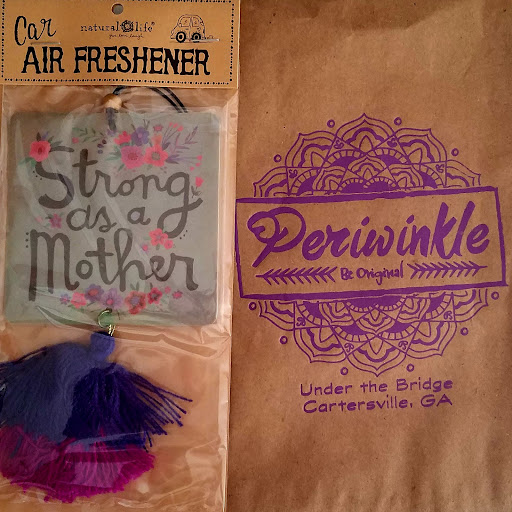 Car
natural life®
AIR FRESHENER
Strong
as a
Mother
Periwinkle
Be Original
Under the Bridge
Cartersville, GA